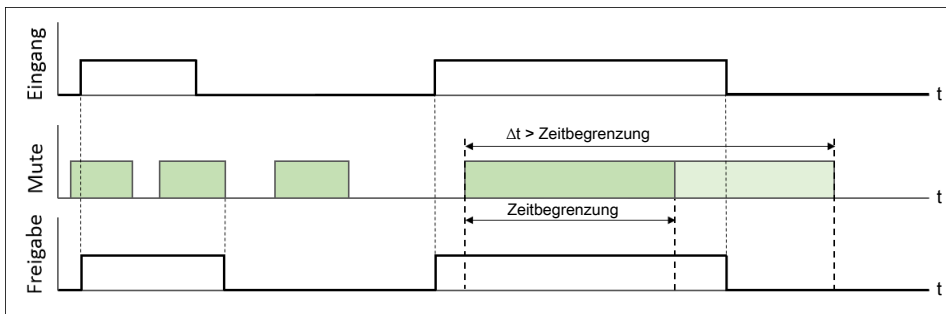 Eingang
t
Mute
Δt > Zeitbegrenzung
Zeitbegrenzung
t
Freigabe
t